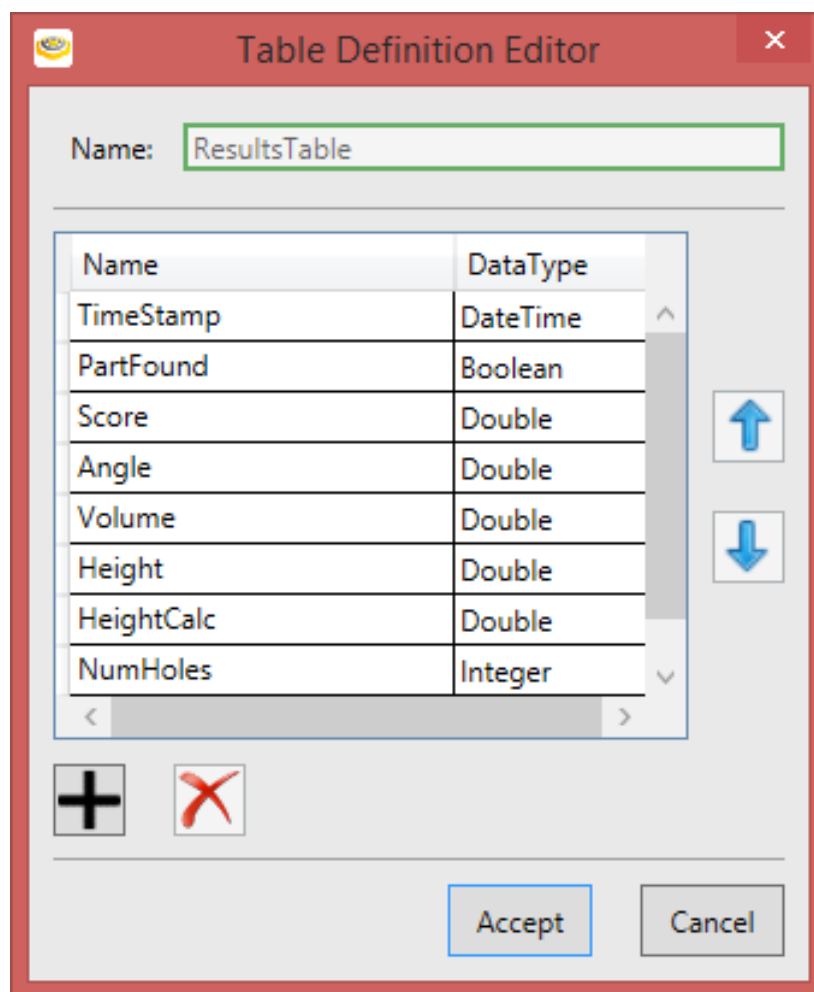 Table Definition Editor
Name: ResultsTable
Name DataType
TimeStamp DateTime
PartFound Boolean
Score Double
Angle Double
Volume Double
Height Double
HeightCalc Double
NumHoles Integer
Accept Cancel